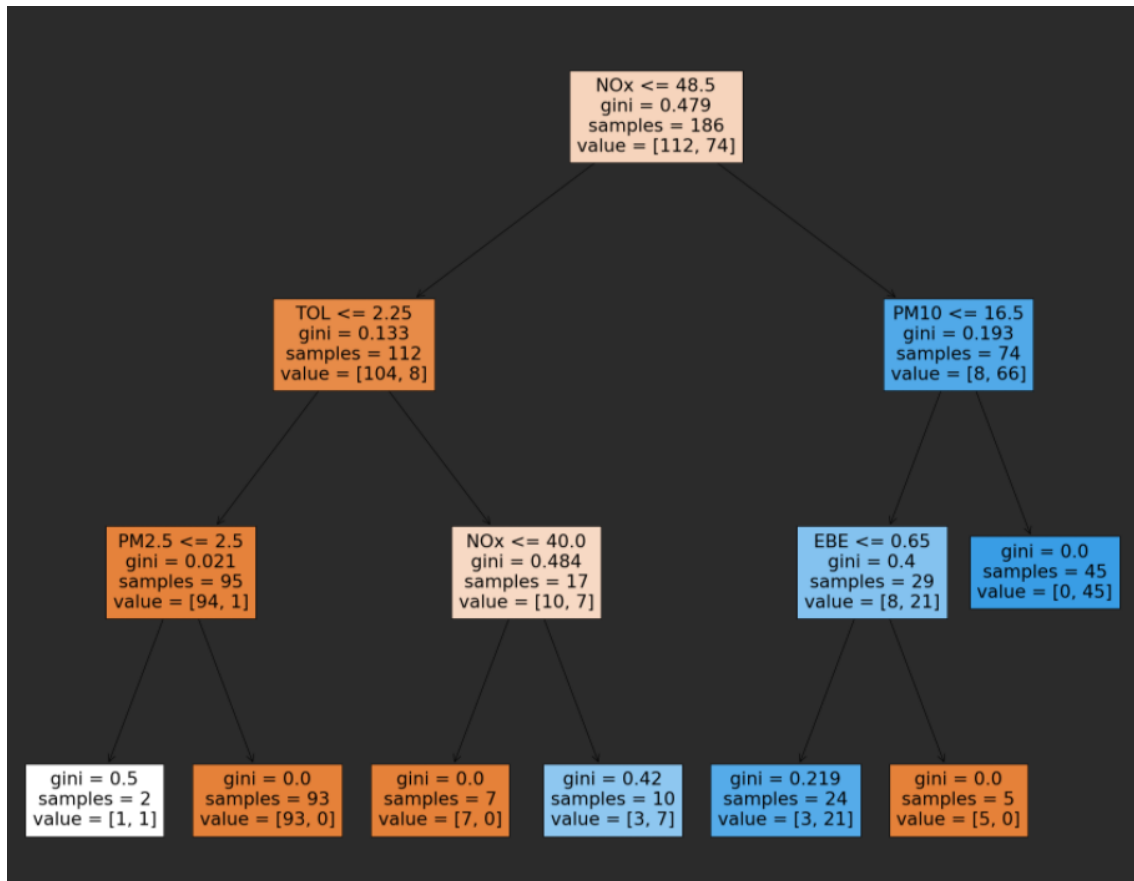 NOx <= 48.5
gini = 0.479
samples = 186
value = [112, 74]
TOL <= 2.25
gini = 0.133
samples = 112
value = [104, 8]
PM10 <= 16.5
gini = 0.193
samples = 74
value = [8, 66]
PM2.5 <= 2.5
gini = 0.021
samples = 95
value = [94, 1]
NOx <= 40.0
gini = 0.484
samples = 17
value = [10, 7]
EBE <= 0.65
gini = 0.4
samples = 29
value = [8, 21]
gini = 0.0
samples = 45
value = [0, 45]
gini = 0.5
samples = 2
value = [1, 1]
gini = 0.0
samples = 93
value = [93, 0]
gini = 0.0
samples = 7
value = [7, 0]
gini = 0.42
samples = 10
value = [3, 7]
gini = 0.219
samples = 24
value = [3, 21]
gini = 0.0
samples = 5
value = [5, 0]